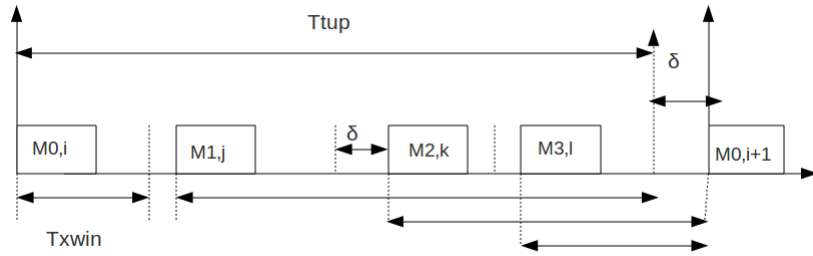 Ttup
δ
δ
M0,i
M1,j
M2,k
M3,l
M0,i+1
Txwin